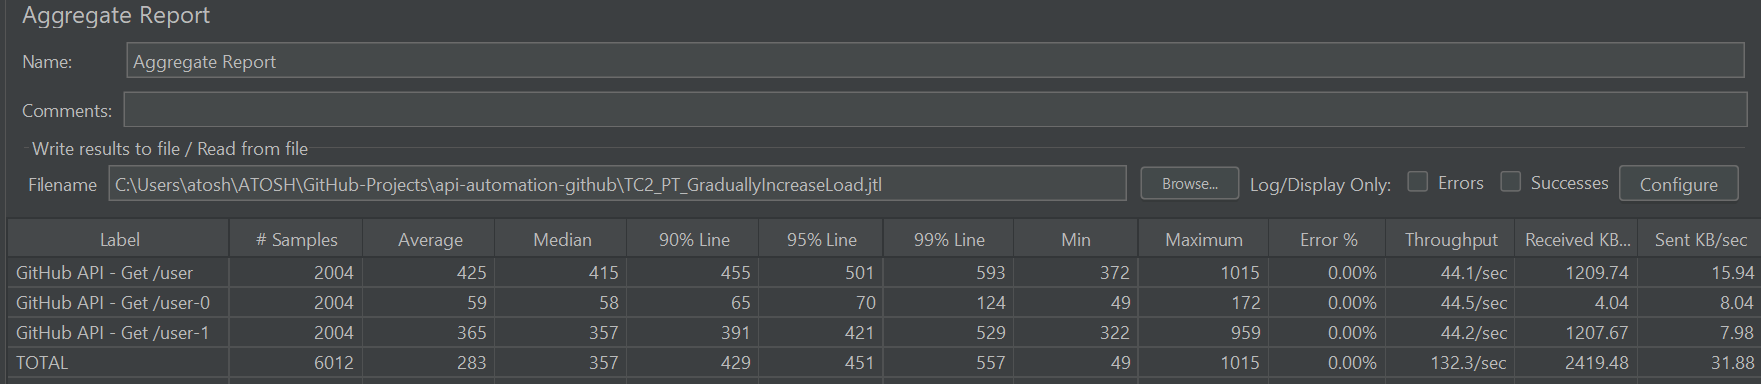 Aggregate Report
Name: Aggregate Report
Comments:
Write results to file / Read from file
Filename C:\Users\atosh\ATOSH\GitHub-Projects\api-automation-github\TC2_PT_GraduallyIncreaseLoad.jtl Browse... Log/Display Only: Errors Successes Configure
Label # Samples Average Median 90% Line 95% Line 99% Line Min Maximum Error % Throughput Received KB... Sent KB/sec
GitHub API - Get /user 2004 425 415 455 501 593 372 1015 0.00% 44.1/sec 1209.74 15.94
GitHub API - Get /user-0 2004 59 58 65 70 124 49 172 0.00% 44.5/sec 4.04 8.04
GitHub API - Get /user-1 2004 365 357 391 421 529 322 959 0.00% 44.2/sec 1207.67 7.98
TOTAL 6012 283 357 429 451 557 49 1015 0.00% 132.3/sec 2419.48 31.88